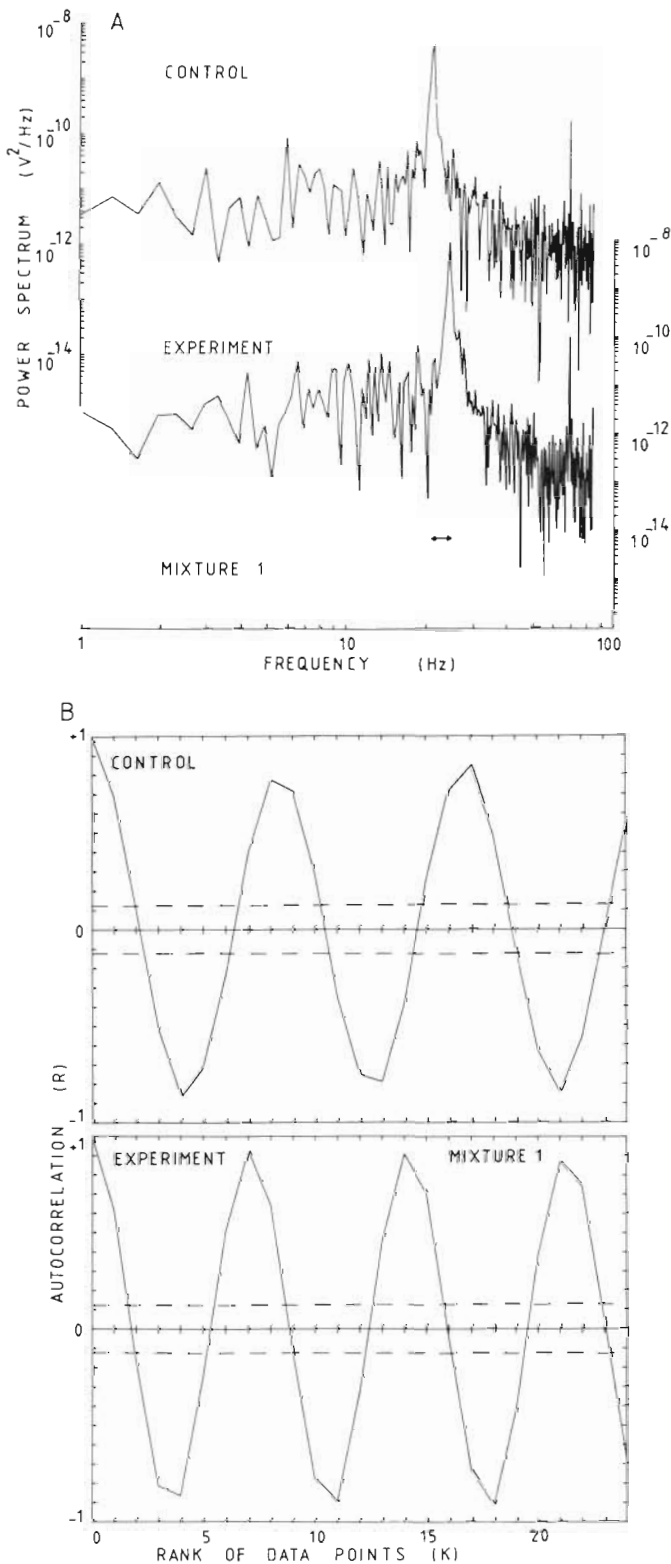 A
10^-8
10^-10
10^-12
10^-14
POWER SPECTRUM (V^2/Hz)
CONTROL
EXPERIMENT
MIXTURE 1
10^-8
10^-10
10^-12
10^-14
1 10 100
FREQUENCY (Hz)
B
+1
CONTROL
0
-1
AUTOCORRELATION (R)
+1
EXPERIMENT MIXTURE 1
0
-1
0 5 10 15 20
RANK OF DATA POINTS (K)